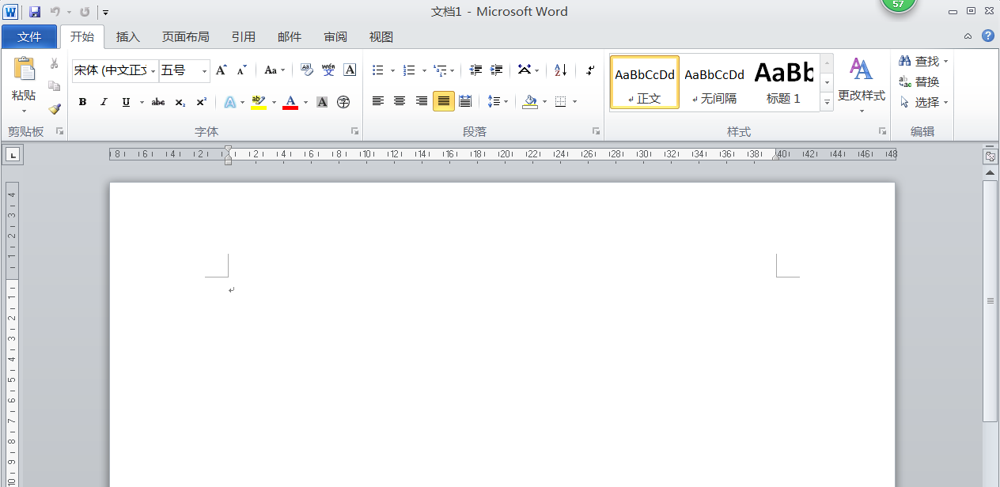 文档1 - Microsoft Word
57
文件 开始 插入 页面布局 引用 邮件 审阅 视图
宋体 (中文正文 五号 A A Aa wén 文 A
粘贴
B I U abc x₂ x² A ab A A 字
AaBbCcDd AaBbCcDd AaBb
正文 无间隔 标题 1
更改样式
查找
替换
选择
剪贴板 字体 段落 样式 编辑
L
8 6 4 2 2 4 6 8 10 12 14 16 18 20 22 24 26 28 30 32 34 36 38 40 42 44 46 48
4
3
2
1
1
2
3
4
5
6
7
8
9
10